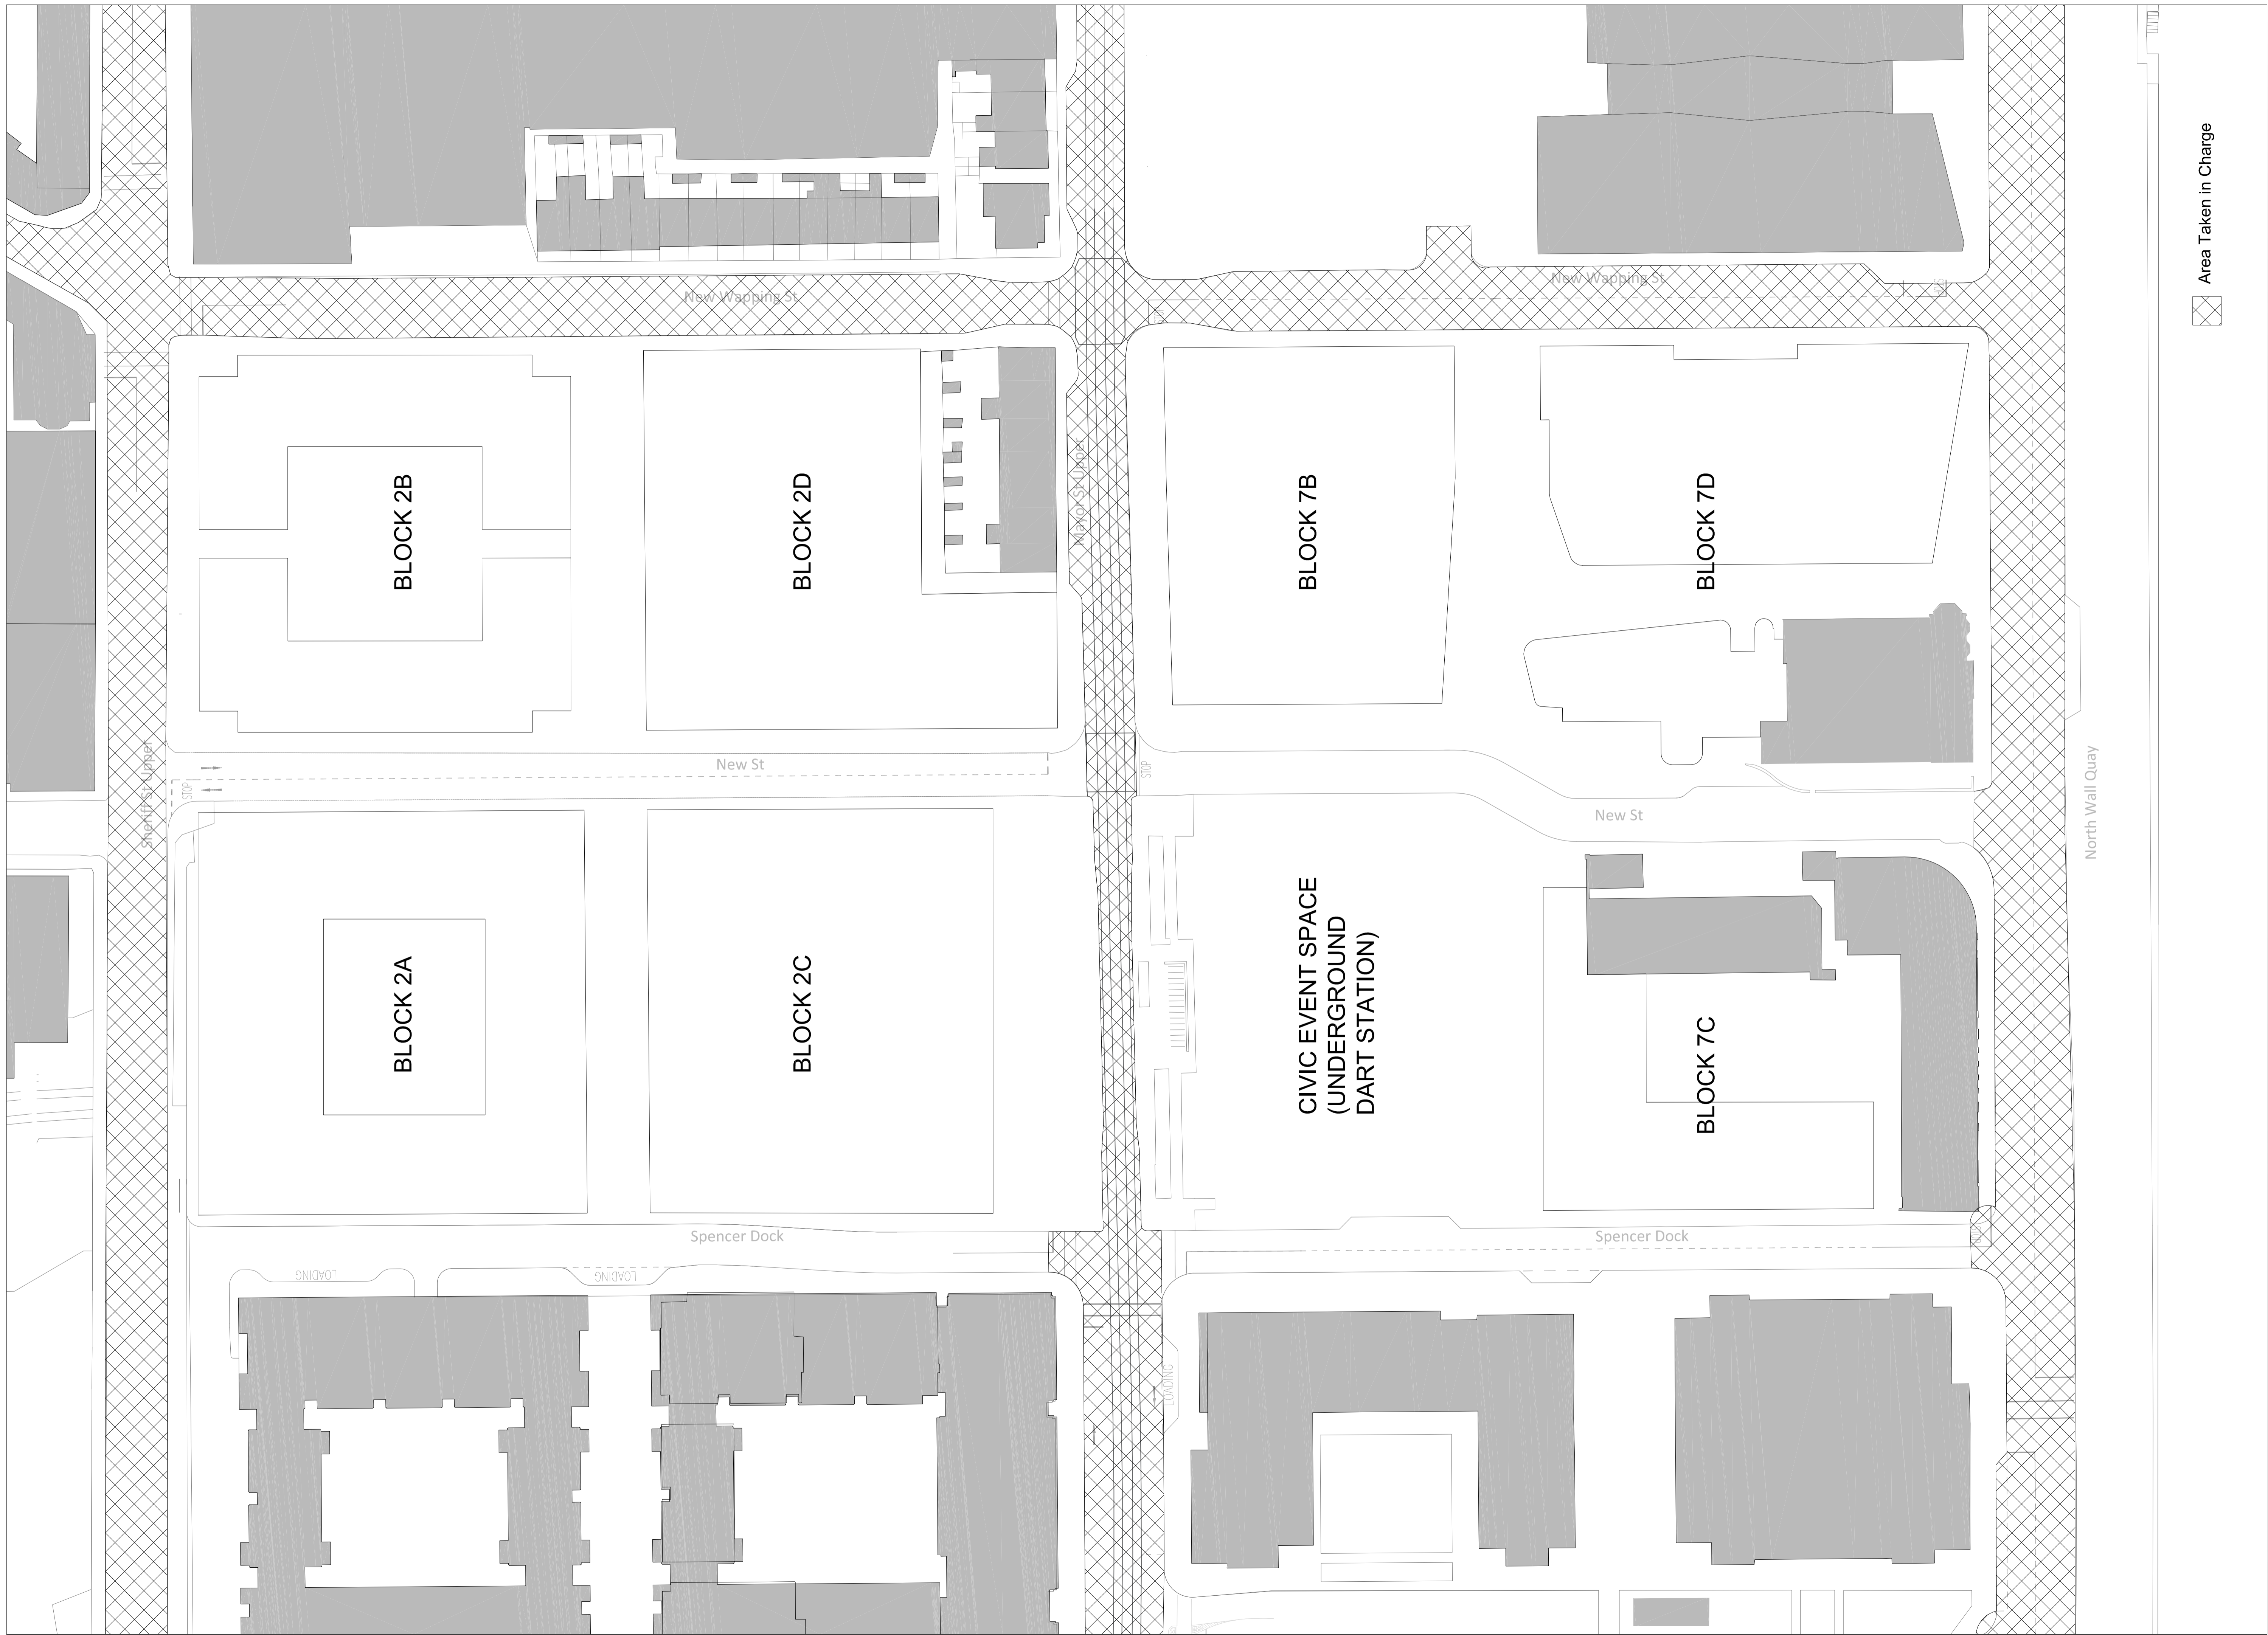 Area Taken in Charge
New Wapping St
New Wapping St
STOP
BLOCK 2B
BLOCK 2D
Mayor St Upper
BLOCK 7B
BLOCK 7D
Sheriff St Upper
New St
STOP
STOP
New St
North Wall Quay
BLOCK 2A
BLOCK 2C
CIVIC EVENT SPACE
(UNDERGROUND
DART STATION)
BLOCK 7C
Spencer Dock
Spencer Dock
LOADING
LOADING
LOADING